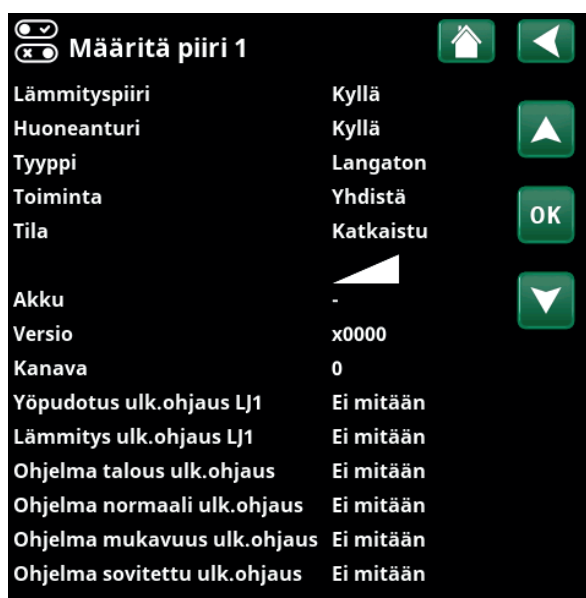 Määritä piiri 1
Lämmityspiiri Kyllä
Huoneanturi Kyllä
Tyyppi Langaton
Toiminta Yhdistä
OK
Tila Katkaistu
Akku -
Versio x0000
Kanava 0
Yöpudotus ulk.ohjaus LJ1 Ei mitään
Lämmitys ulk.ohjaus LJ1 Ei mitään
Ohjelma talous ulk.ohjaus Ei mitään
Ohjelma normaali ulk.ohjaus Ei mitään
Ohjelma mukavuus ulk.ohjaus Ei mitään
Ohjelma sovitettu ulk.ohjaus Ei mitään